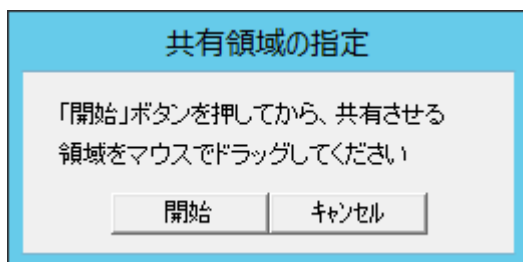 共有領域の指定
「開始」ボタンを押してから、共有させる
領域をマウスでドラッグしてください
開始
キャンセル